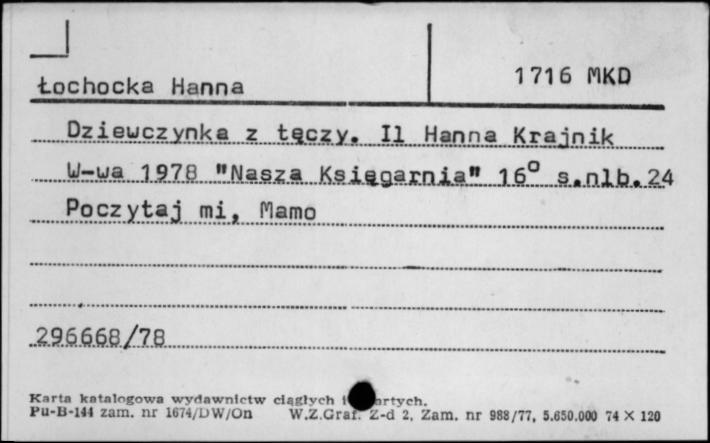 Łochocka Hanna
1716 MKD
Dziewczynka z tęczy. Il Hanna Krajnik
W-wa 1978 "Nasza Księgarnia" 16° s.nlb.24
Poczytaj mi, Mamo
296668/78
Karta katalogowa wydawnictw ciągłych i artych.
Pu-B-144 zam. nr 1674/DW/On W.Z.Graf. Z-d 2, Zam. nr 988/77, 5.650.000 74 × 120